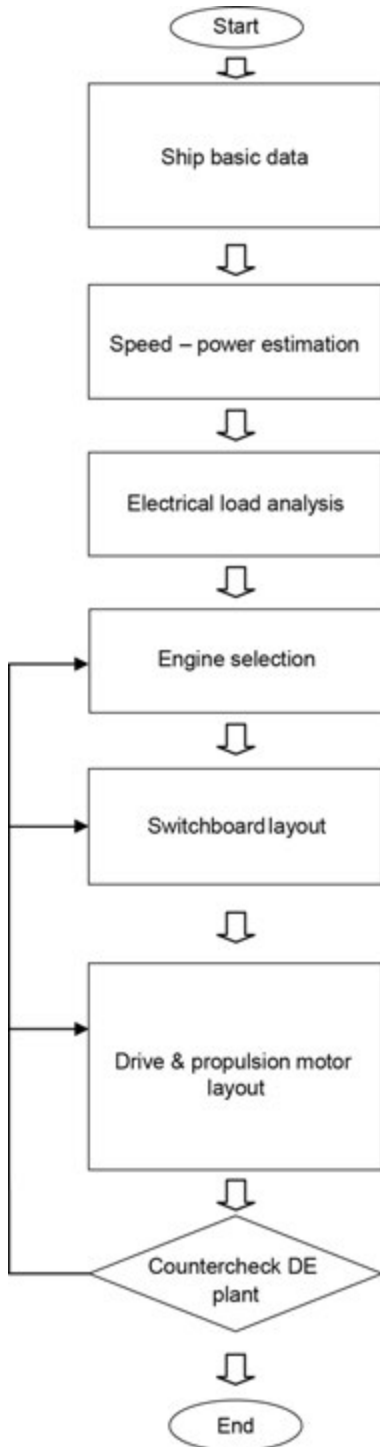 Start
Ship basic data
Speed – power estimation
Electrical load analysis
Engine selection
Switchboard layout
Drive & propulsion motor
layout
Countercheck DE
plant
End